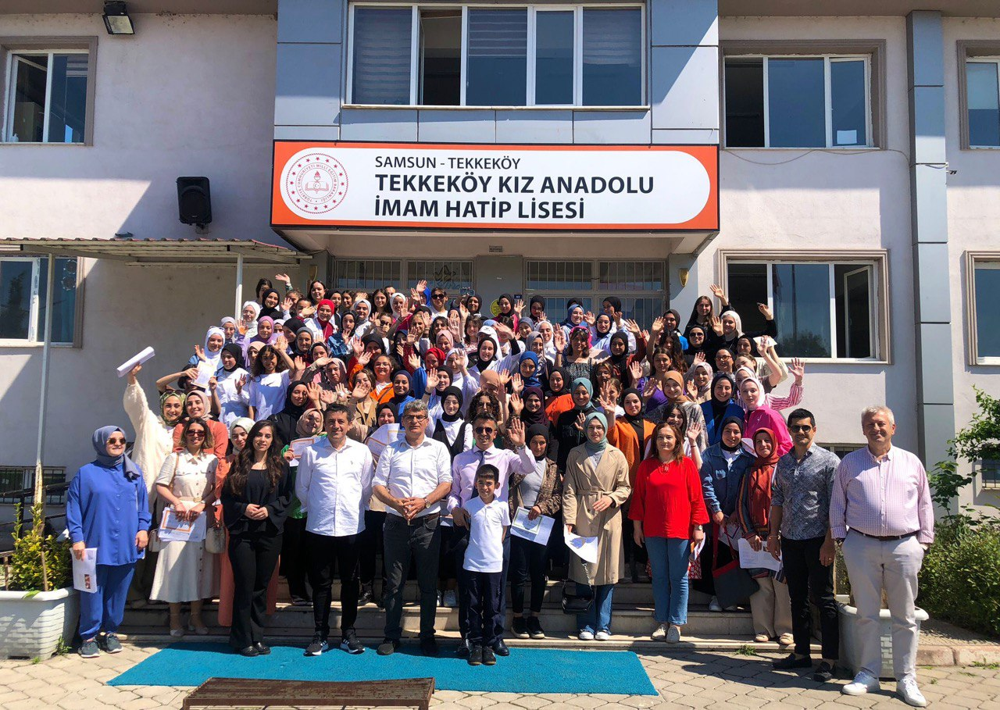 SAMSUN - TEKKEKÖY
TEKKEKÖY KIZ ANADOLU
İMAM HATİP LİSESİ